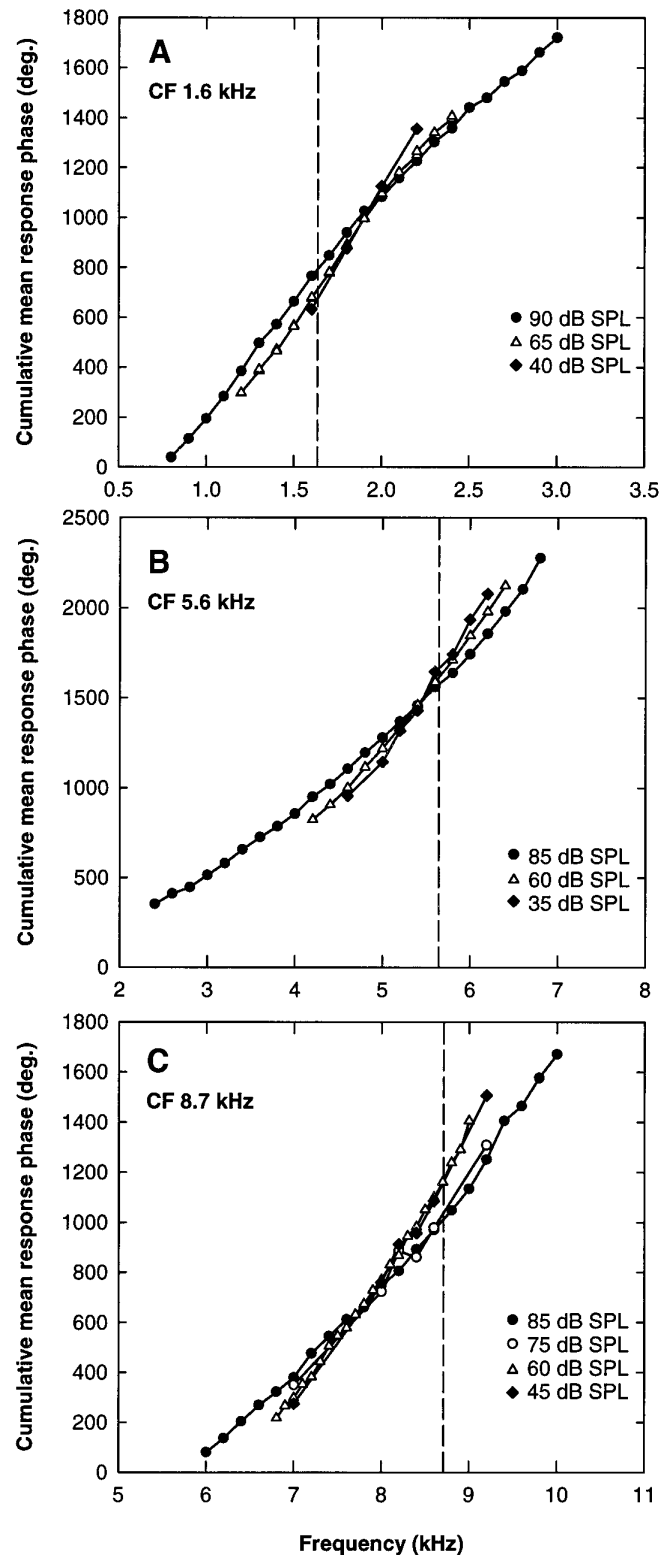 Cumulative mean response phase (deg.)
1800
1600
1400
1200
1000
800
600
400
200
0
A
CF 1.6 kHz
90 dB SPL
65 dB SPL
40 dB SPL
0.5 1.0 1.5 2.0 2.5 3.0 3.5
Cumulative mean response phase (deg.)
2500
2000
1500
1000
500
0
B
CF 5.6 kHz
85 dB SPL
60 dB SPL
35 dB SPL
2 3 4 5 6 7 8
Cumulative mean response phase (deg.)
1800
1600
1400
1200
1000
800
600
400
200
0
C
CF 8.7 kHz
85 dB SPL
75 dB SPL
60 dB SPL
45 dB SPL
5 6 7 8 9 10 11
Frequency (kHz)